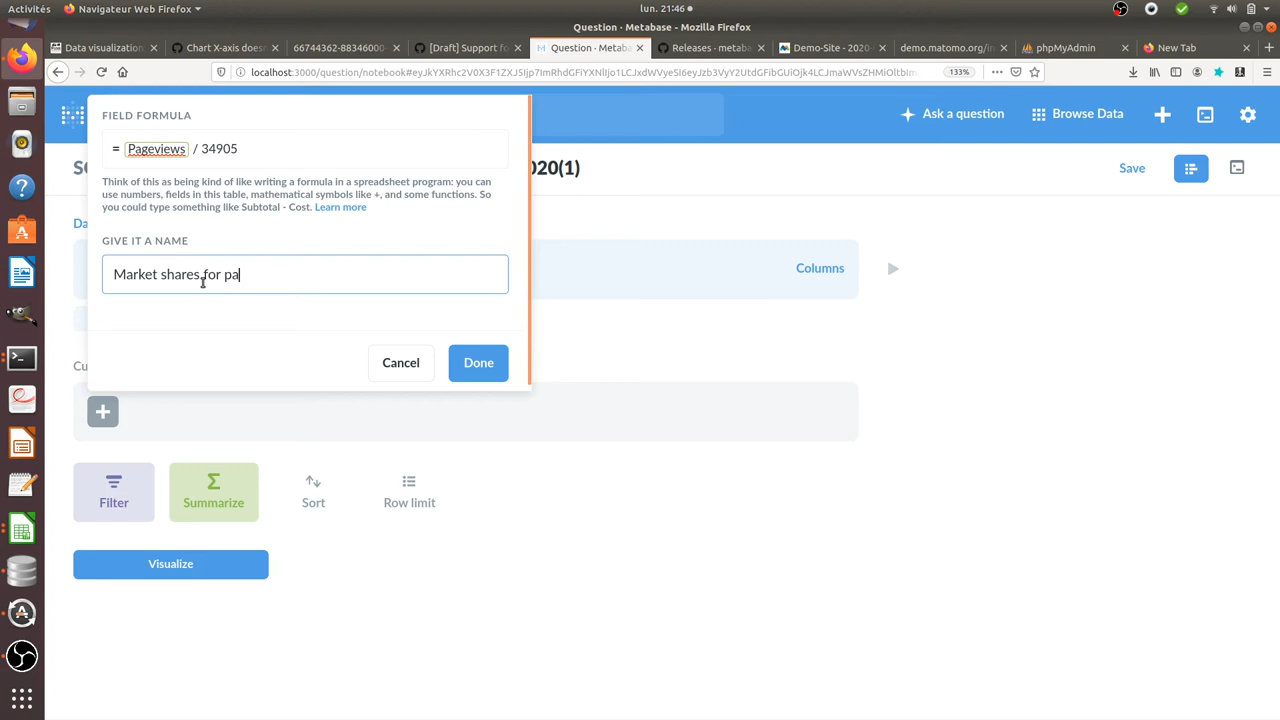 Activités
Navigateur Web Firefox
lun. 21:46
Question · Metabase - Mozilla Firefox
Data visualization
Chart X-axis does
66744362-88346000-
[Draft] Support fo
Question · Metaba
Releases · metaba
Demo-Site - 2020-
demo.matomo.org/in
phpMyAdmin
New Tab
133%
Ask a question
Browse Data
020(1)
Save
FIELD FORMULA
= Pageviews / 34905
Think of this as being kind of like writing a formula in a spreadsheet program: you can
use numbers, fields in this table, mathematical symbols like +, and some functions. So
you could type something like Subtotal - Cost. Learn more
GIVE IT A NAME
Market shares for pa
Cancel
Done
Da
Columns
Cu
Filter
Summarize
Sort
Row limit
Visualize